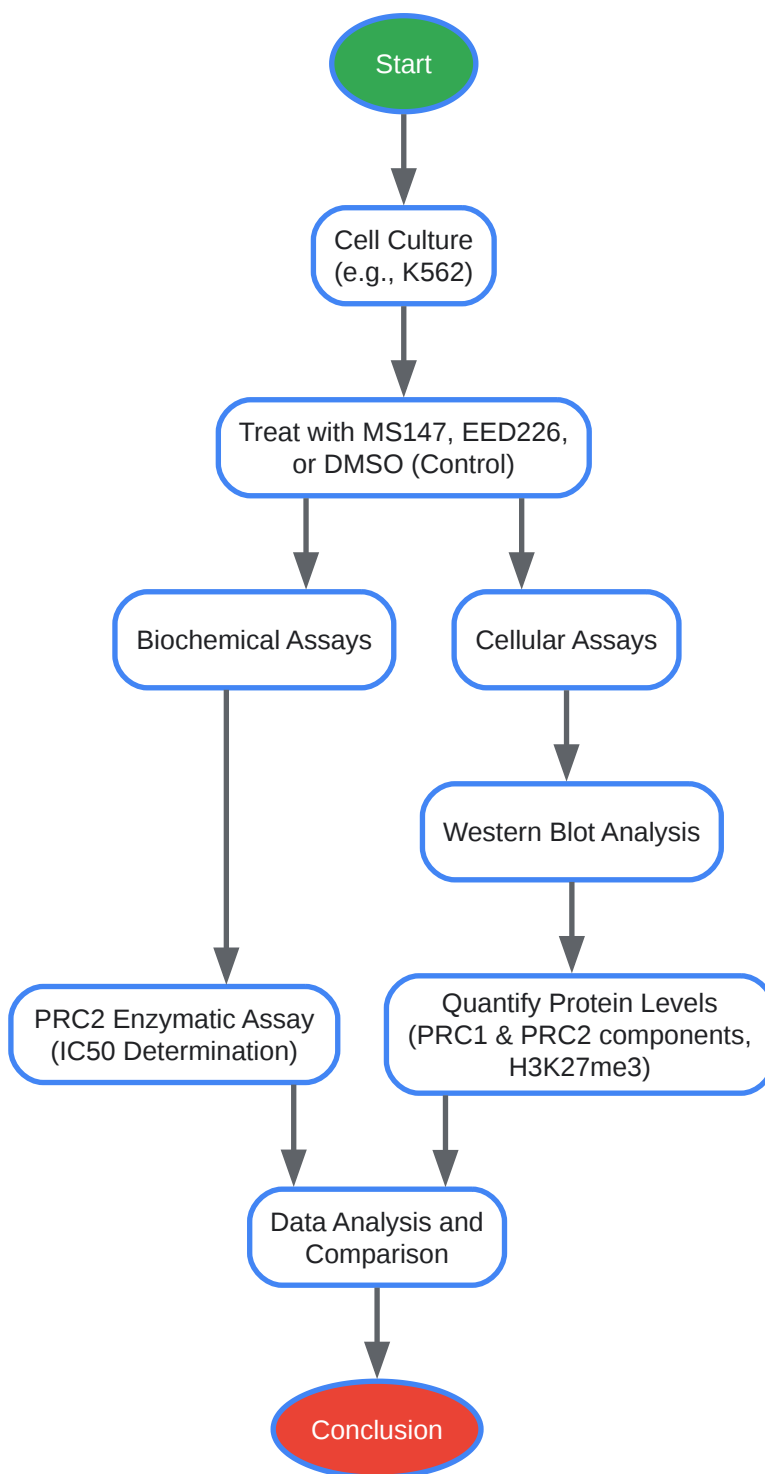 Start
Cell Culture
(e.g., K562)
Treat with MS147, EED226,
or DMSO (Control)
Biochemical Assays
Cellular Assays
Western Blot Analysis
PRC2 Enzymatic Assay
(IC50 Determination)
Quantify Protein Levels
(PRC1 & PRC2 components,
H3K27me3)
Data Analysis and
Comparison
Conclusion